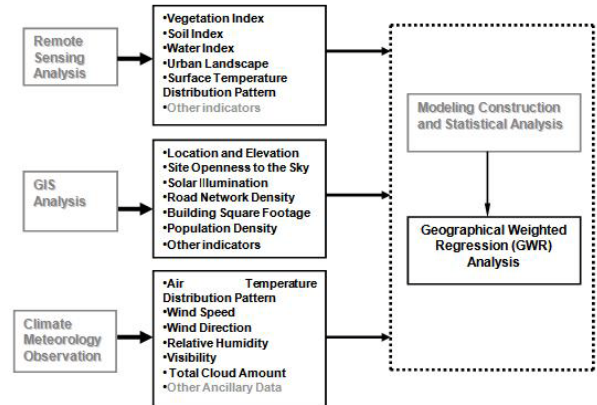 Remote
Sensing
Analysis
•Vegetation Index
•Soil Index
•Water Index
•Urban Landscape
•Surface Temperature
Distribution Pattern
•Other indicators
GIS
Analysis
•Location and Elevation
•Site Openness to the Sky
•Solar Illumination
•Road Network Density
•Building Square Footage
•Population Density
•Other indicators
Climate
Meteorology
Observation
•Air Temperature
Distribution Pattern
•Wind Speed
•Wind Direction
•Relative Humidity
•Visibility
•Total Cloud Amount
•Other Ancillary Data
Modeling Construction
and Statistical Analysis
Geographical Weighted
Regression (GWR)
Analysis